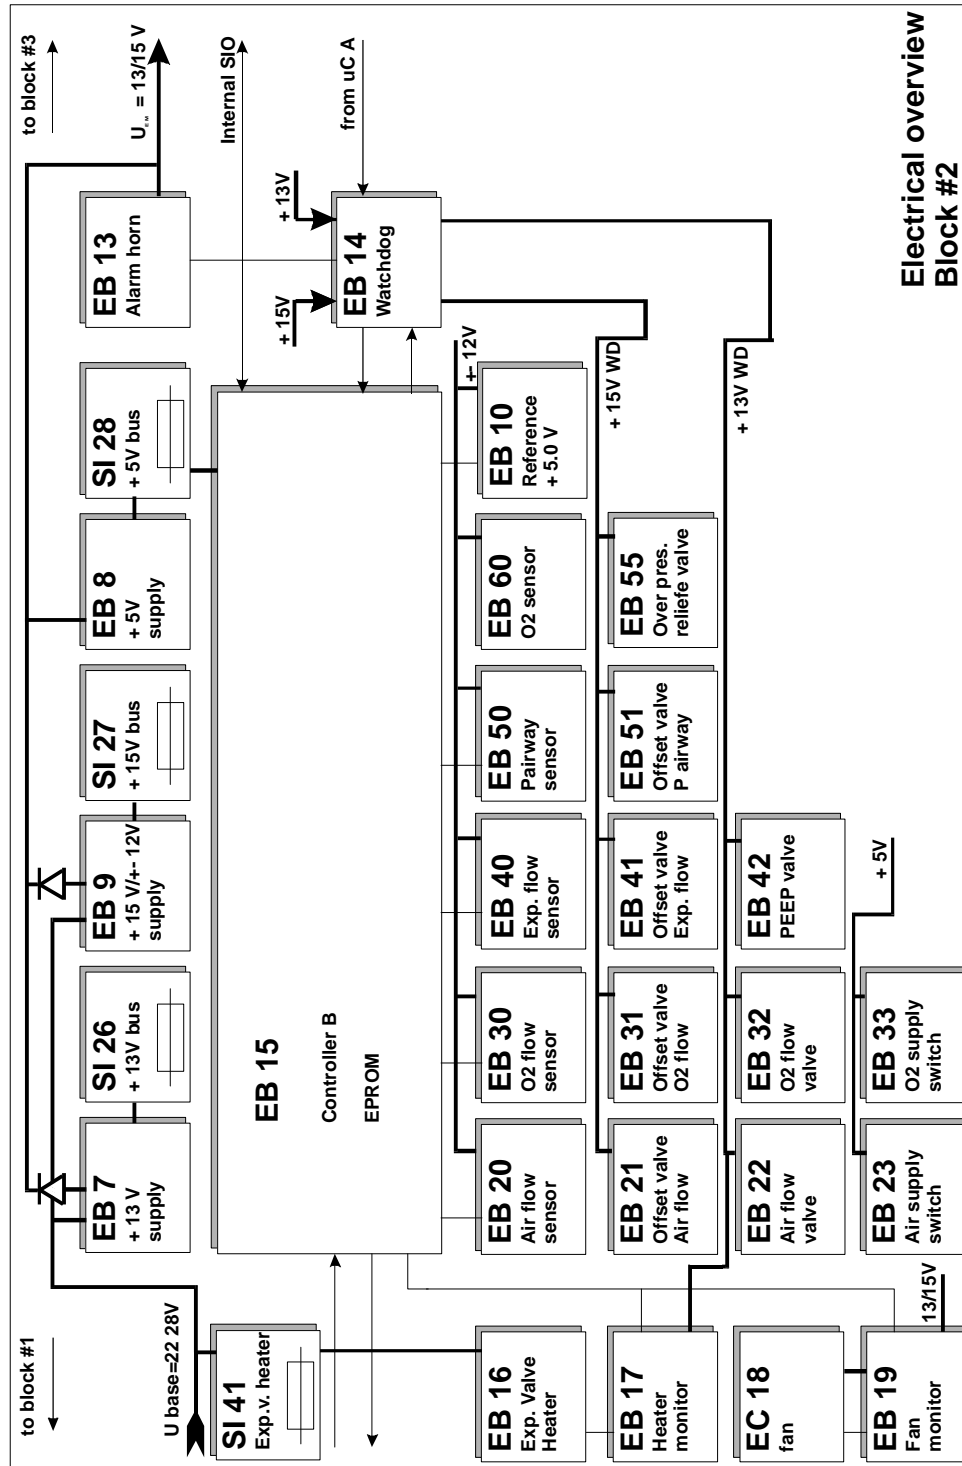 to block #1
to block #3
U base=22 28V
U EM = 13/15 V
EB 7
+ 13 V
supply
SI 26
+ 13V bus
EB 9
+ 15 V/+- 12V
supply
SI 27
+ 15V bus
EB 8
+ 5V
supply
SI 28
+ 5V bus
EB 13
Alarm horn
SI 41
Exp.v. heater
EB 15
Controller B
EPROM
Internal SIO
+ 15V
+ 13V
EB 14
Watchdog
from uC A
+- 12V
EB 16
Exp. Valve
Heater
EB 20
Air flow
sensor
EB 30
O2 flow
sensor
EB 40
Exp. flow
sensor
EB 50
Pairway
sensor
EB 60
O2 sensor
EB 10
Reference
+ 5.0 V
+ 15V WD
EB 17
Heater
monitor
EB 21
Offset valve
Air flow
EB 31
Offset valve
O2 flow
EB 41
Offset valve
Exp. flow
EB 51
Offset valve
P airway
EB 55
Over pres.
reliefe valve
+ 13V WD
EC 18
fan
EB 22
Air flow
valve
EB 32
O2 flow
valve
EB 42
PEEP valve
EB 19
Fan
monitor
13/15V
EB 23
Air supply
switch
EB 33
O2 supply
switch
+ 5V
Electrical overview
Block #2